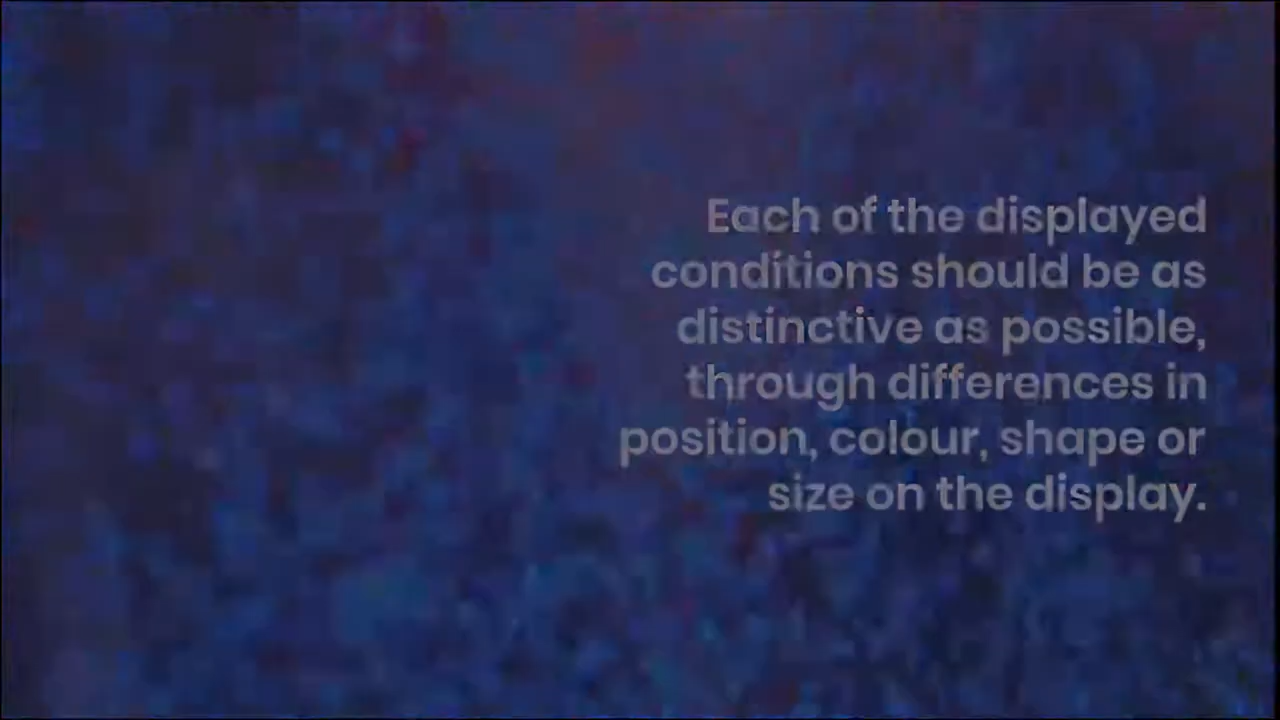 Each of the displayed
conditions should be as
distinctive as possible,
through differences in
position, colour, shape or
size on the display.